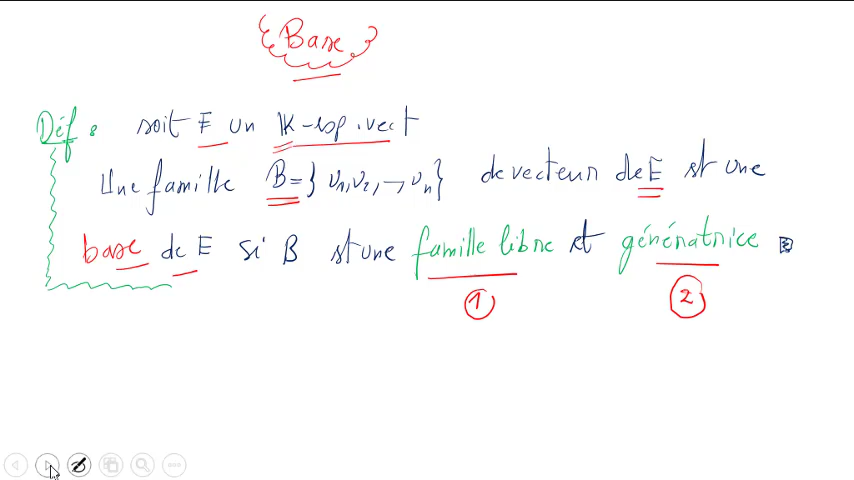 Base
Déf : soit E un K-esp.vect
Une famille B = { v1, v2, → vn } de vecteur de E est une
base de E si B est une famille libre et génératrice
1 2